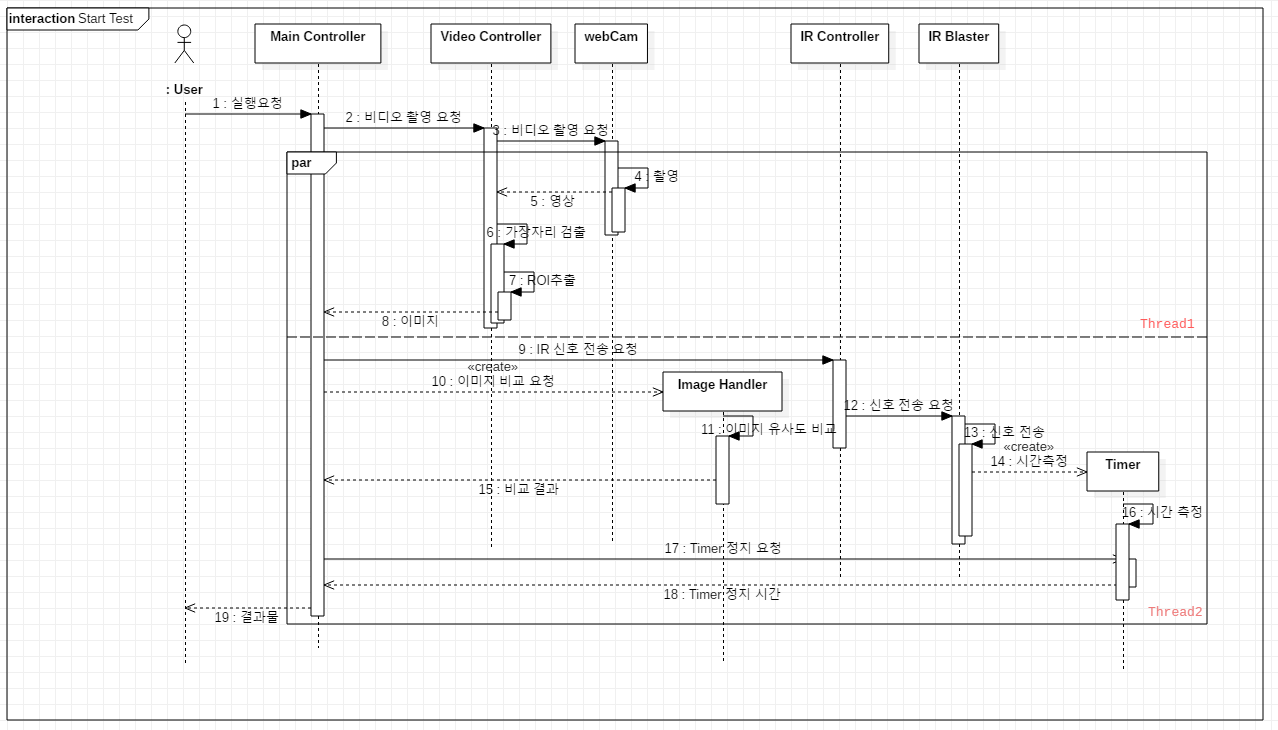 interaction Start Test
Main Controller
Video Controller
webCam
IR Controller
IR Blaster
: User
1 : 실행요청
2 : 비디오 촬영 요청
3 : 비디오 촬영 요청
par
4 : 촬영
5 : 영상
6 : 가장자리 검출
7 : ROI추출
8 : 이미지
Thread1
9 : IR 신호 전송 요청
«create»
10 : 이미지 비교 요청
Image Handler
12 : 신호 전송 요청
11 : 이미지 유사도 비교
13 : 신호 전송
«create»
14 : 시간측정
Timer
15 : 비교 결과
16 : 시간 측정
17 : Timer 정지 요청
18 : Timer 정지 시간
19 : 결과물
Thread2